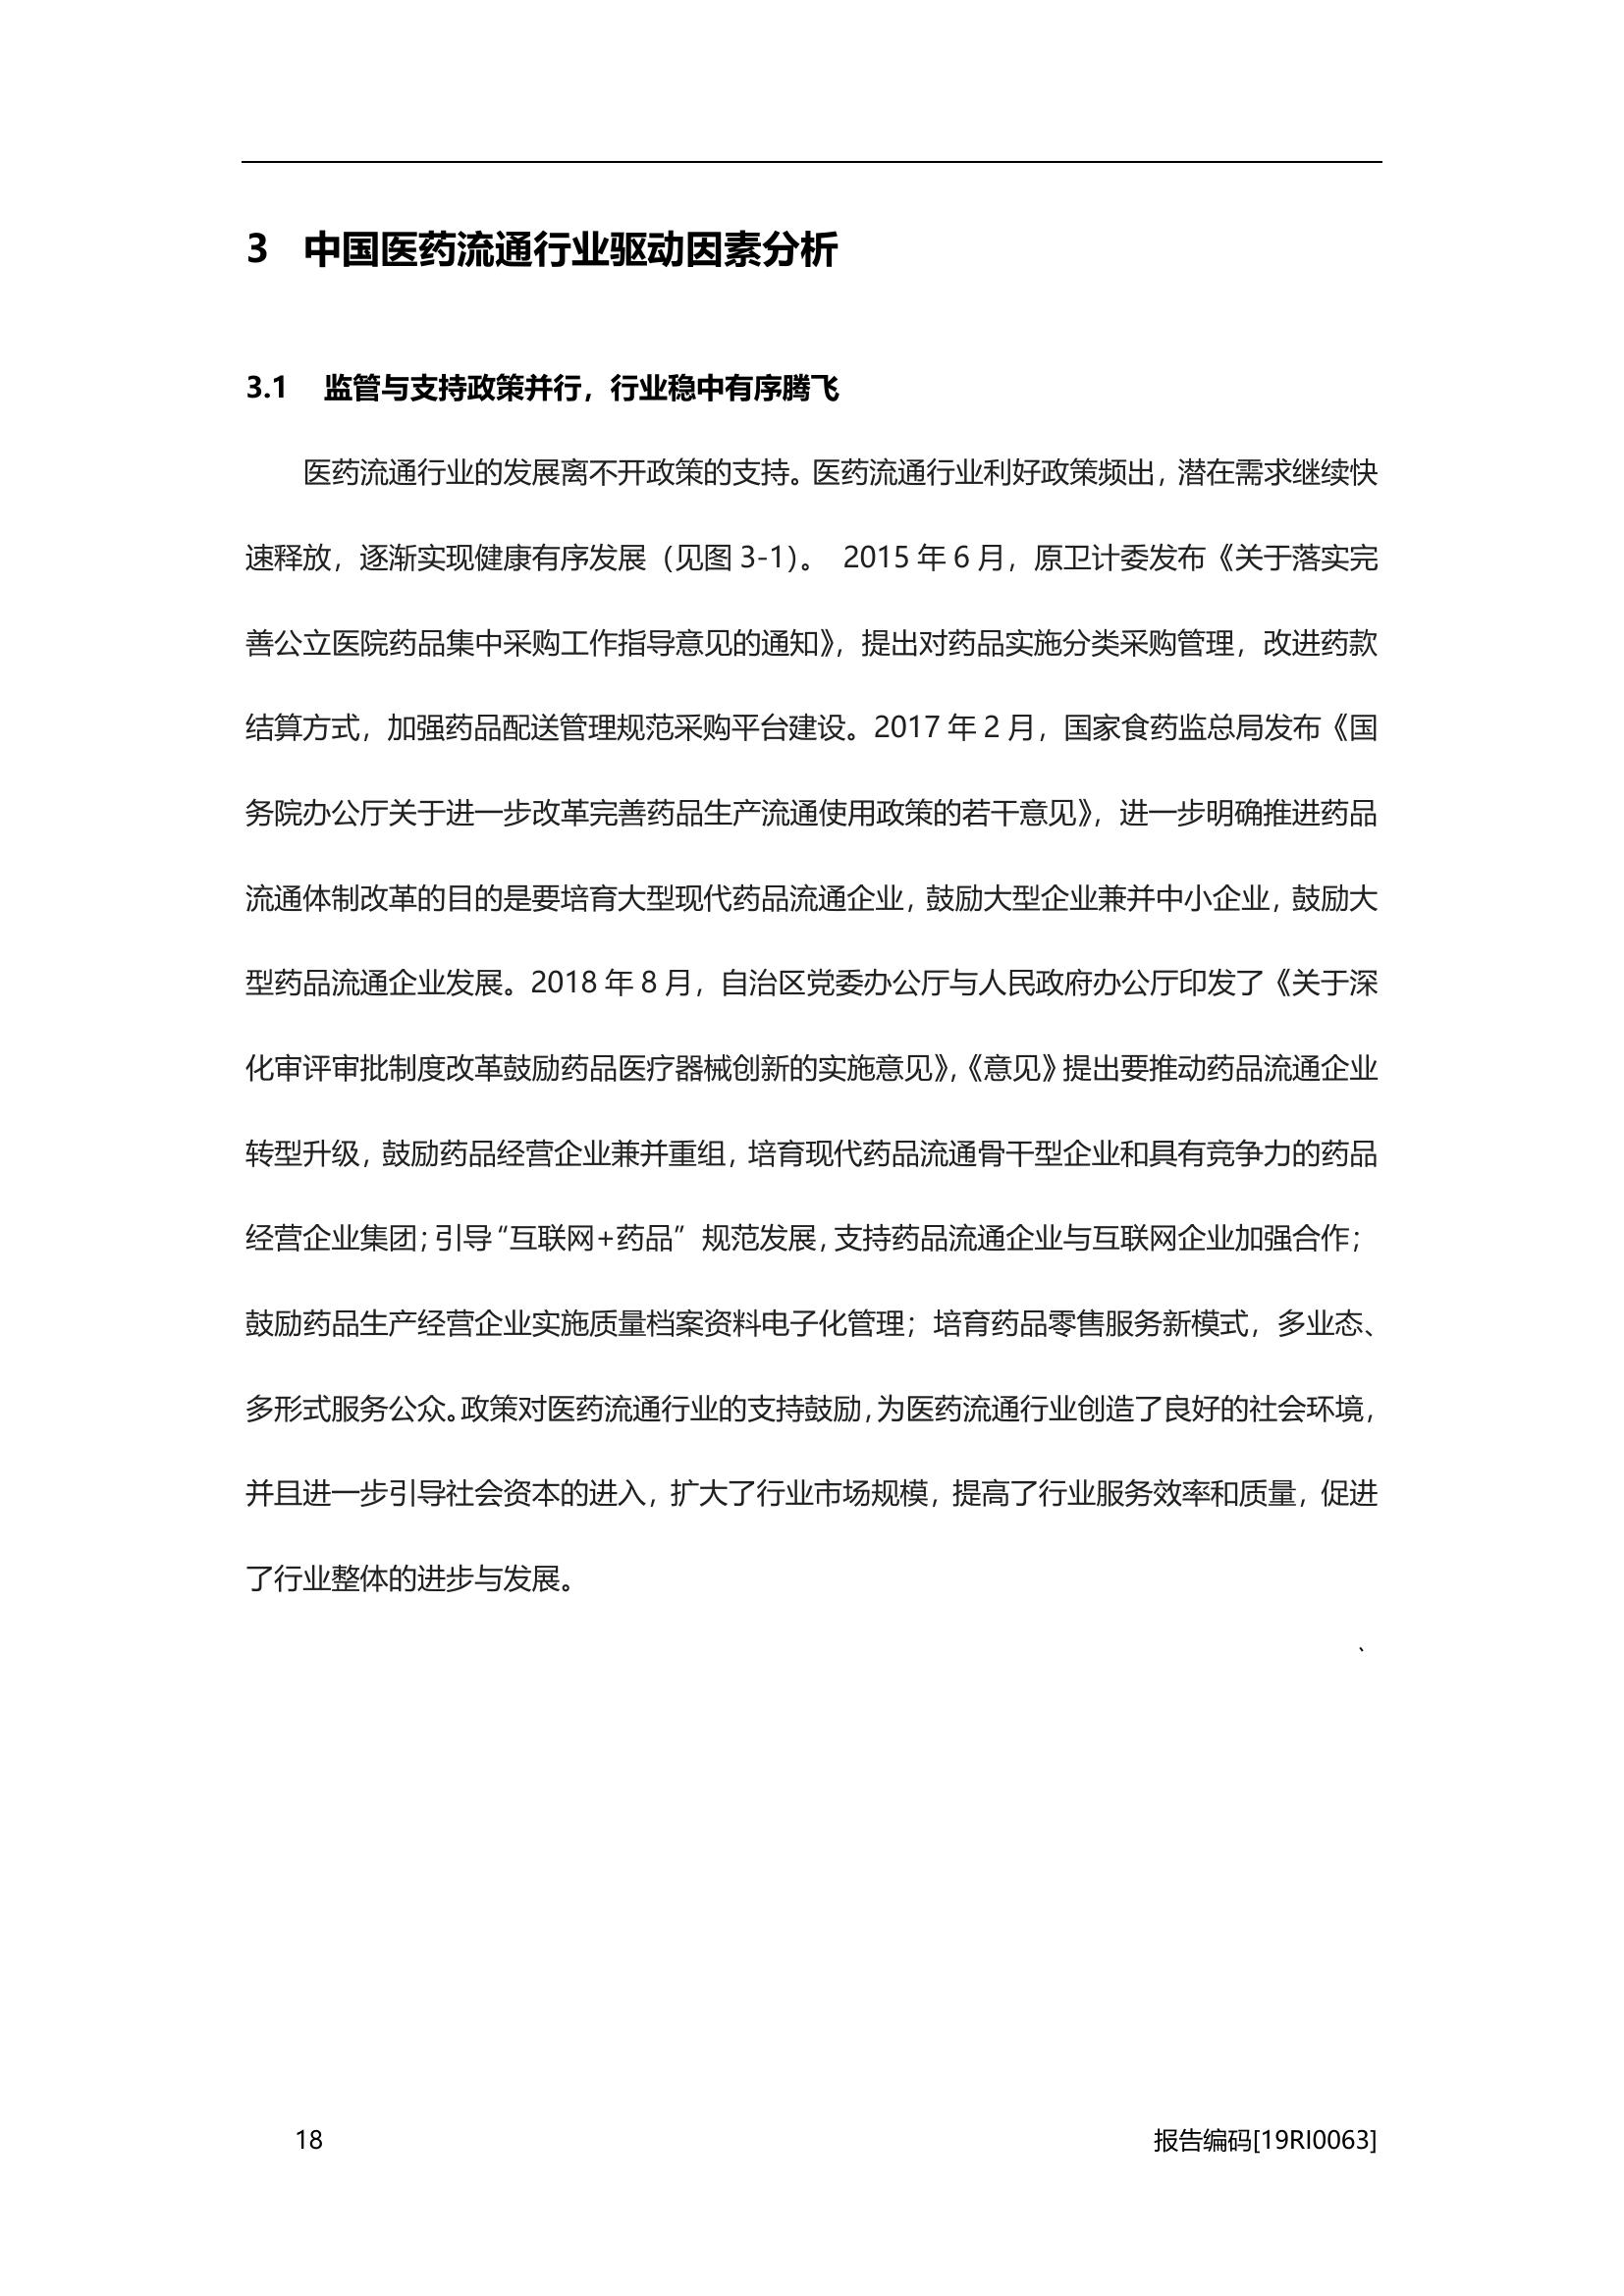 3 中国医药流通行业驱动因素分析
3.1 监管与支持政策并行，行业稳中有序腾飞
医药流通行业的发展离不开政策的支持。医药流通行业利好政策频出，潜在需求继续快
速释放，逐渐实现健康有序发展（见图 3-1）。 2015 年 6 月，原卫计委发布《关于落实完
善公立医院药品集中采购工作指导意见的通知》，提出对药品实施分类采购管理，改进药款
结算方式，加强药品配送管理规范采购平台建设。2017 年 2 月，国家食药监总局发布《国
务院办公厅关于进一步改革完善药品生产流通使用政策的若干意见》，进一步明确推进药品
流通体制改革的目的是要培育大型现代药品流通企业，鼓励大型企业兼并中小企业，鼓励大
型药品流通企业发展。2018 年 8 月，自治区党委办公厅与人民政府办公厅印发了《关于深
化审评审批制度改革鼓励药品医疗器械创新的实施意见》，《意见》提出要推动药品流通企业
转型升级，鼓励药品经营企业兼并重组，培育现代药品流通骨干型企业和具有竞争力的药品
经营企业集团；引导“互联网+药品” 规范发展，支持药品流通企业与互联网企业加强合作；
鼓励药品生产经营企业实施质量档案资料电子化管理；培育药品零售服务新模式，多业态、
多形式服务公众。政策对医药流通行业的支持鼓励，为医药流通行业创造了良好的社会环境，
并且进一步引导社会资本的进入，扩大了行业市场规模，提高了行业服务效率和质量，促进
了行业整体的进步与发展。
、
18 报告编码[19RI0063]